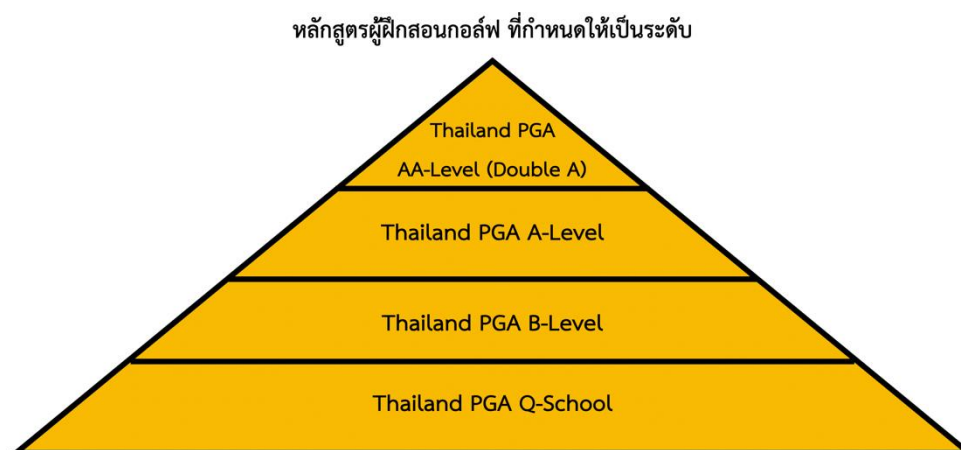 หลักสูตรผู้ฝึกสอนกอล์ฟ ที่กำหนดให้เป็นระดับ
Thailand PGA
AA-Level (Double A)
Thailand PGA A-Level
Thailand PGA B-Level
Thailand PGA Q-School